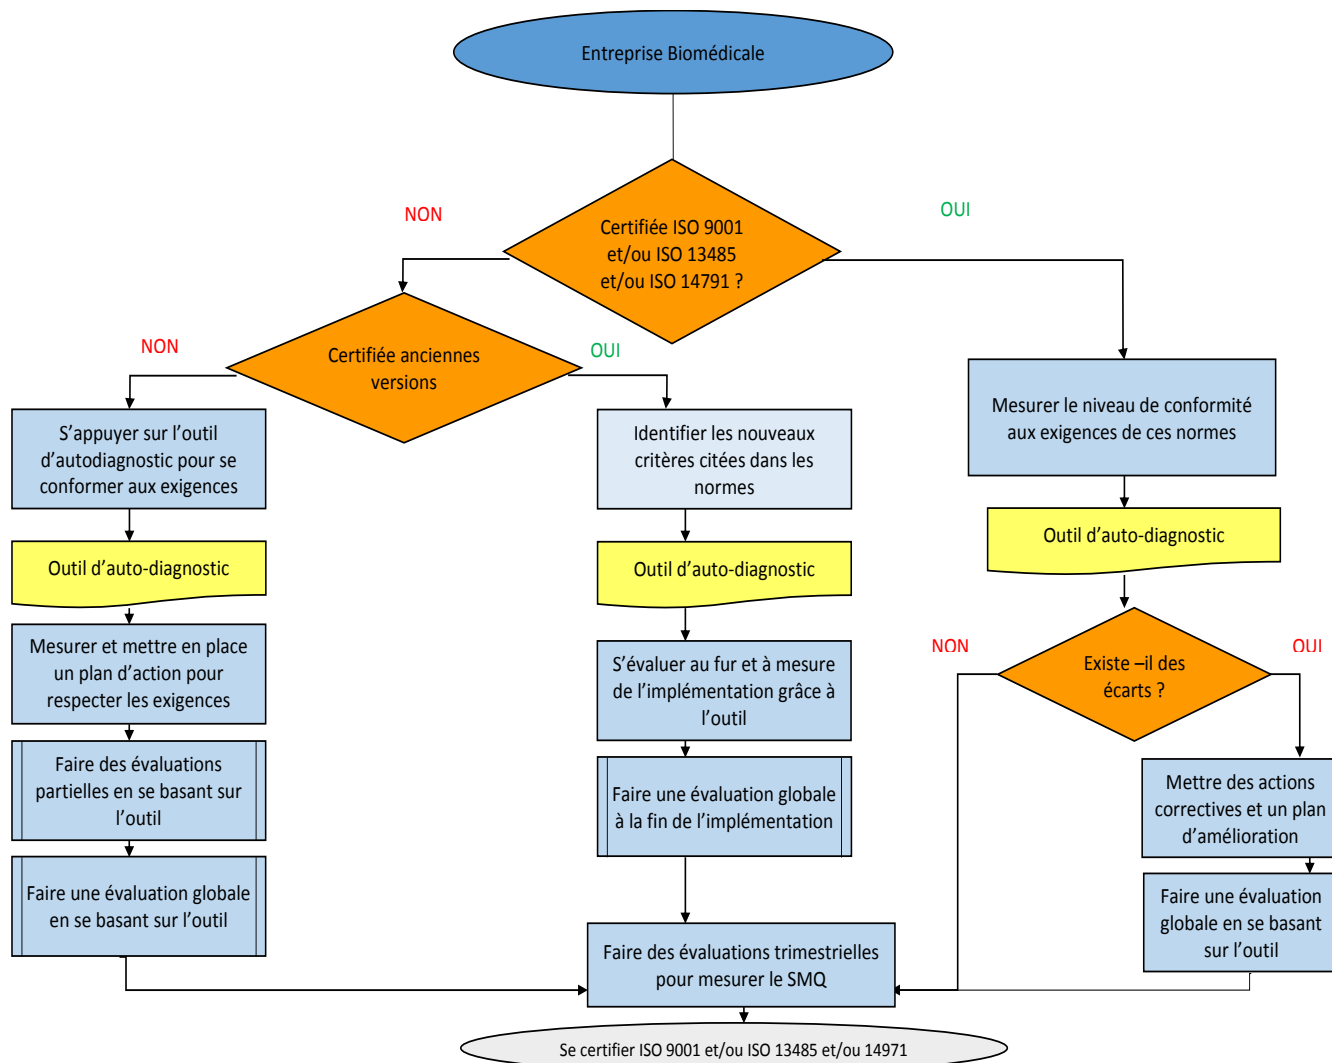 Entreprise Biomédicale
NON
OUI
Certifiée ISO 9001
et/ou ISO 13485
et/ou ISO 14791 ?
NON
OUI
Certifiée anciennes
versions
S’appuyer sur l’outil
d’autodiagnostic pour se
conformer aux exigences
Identifier les nouveaux
critères citées dans les
normes
Mesurer le niveau de conformité
aux exigences de ces normes
Outil d’auto-diagnostic
Outil d’auto-diagnostic
Outil d’auto-diagnostic
Mesurer et mettre en place
un plan d’action pour
respecter les exigences
S’évaluer au fur et à mesure
de l’implémentation grâce à
l’outil
NON
OUI
Existe –il des
écarts ?
Faire des évaluations
partielles en se basant sur
l’outil
Faire une évaluation globale
à la fin de l’implémentation
Mettre des actions
correctives et un plan
d’amélioration
Faire une évaluation globale
en se basant sur l’outil
Faire une évaluation
globale en se basant
sur l’outil
Faire des évaluations trimestrielles
pour mesurer le SMQ
Se certifier ISO 9001 et/ou ISO 13485 et/ou 14971